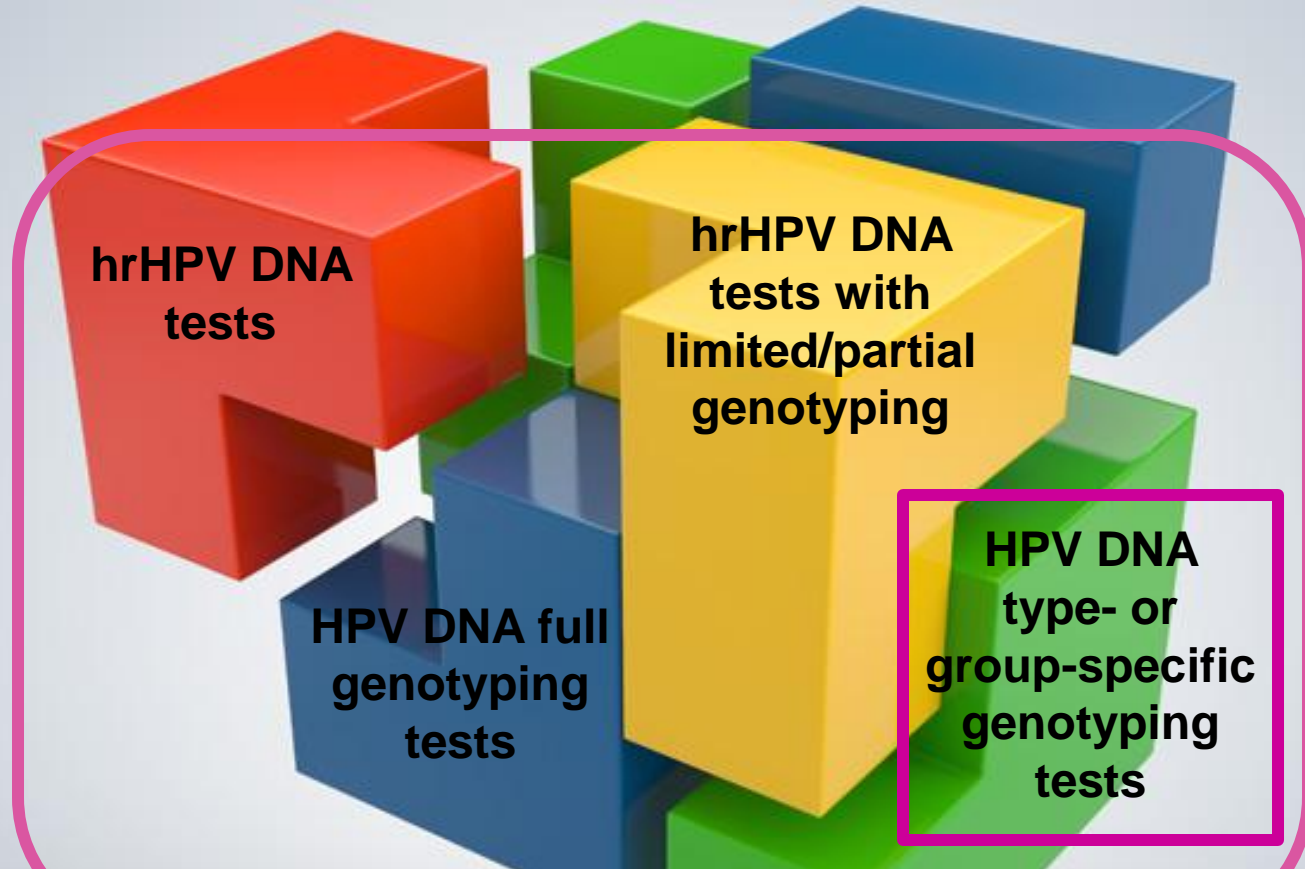 hrHPV DNA
tests
hrHPV DNA
tests with
limited/partial
genotyping
HPV DNA full
genotyping
tests
HPV DNA
type- or
group-specific
genotyping
tests